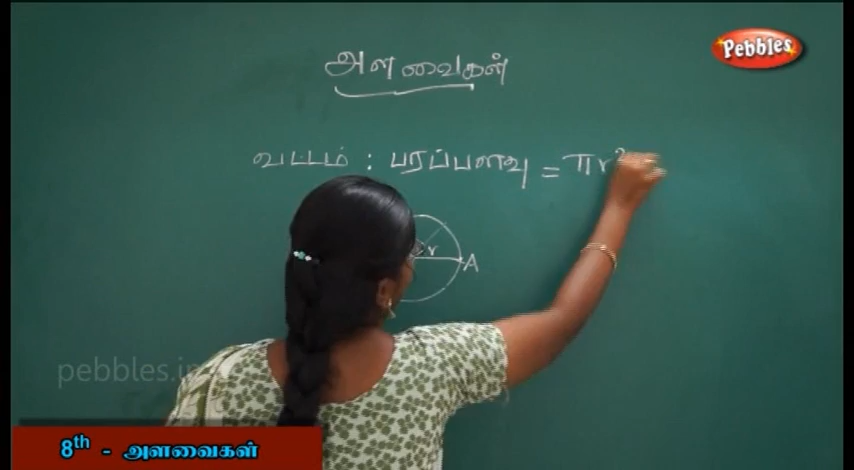 அளவைகள்
Pebbles
வட்டம் : பரப்பளவு = πr²
r
A
pebbles.in
8th - அளவைகள்